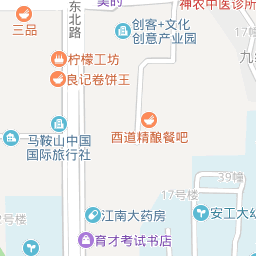 三品
东北路
美的
神农中医诊所
创客+文化
创意产业园
17幢
柠檬工坊
良记卷饼王
马鞍山中国
国际旅行社
酉道精酿餐吧
39幢
17号楼
江南大药房
安工大幼
号楼
育才考试书店